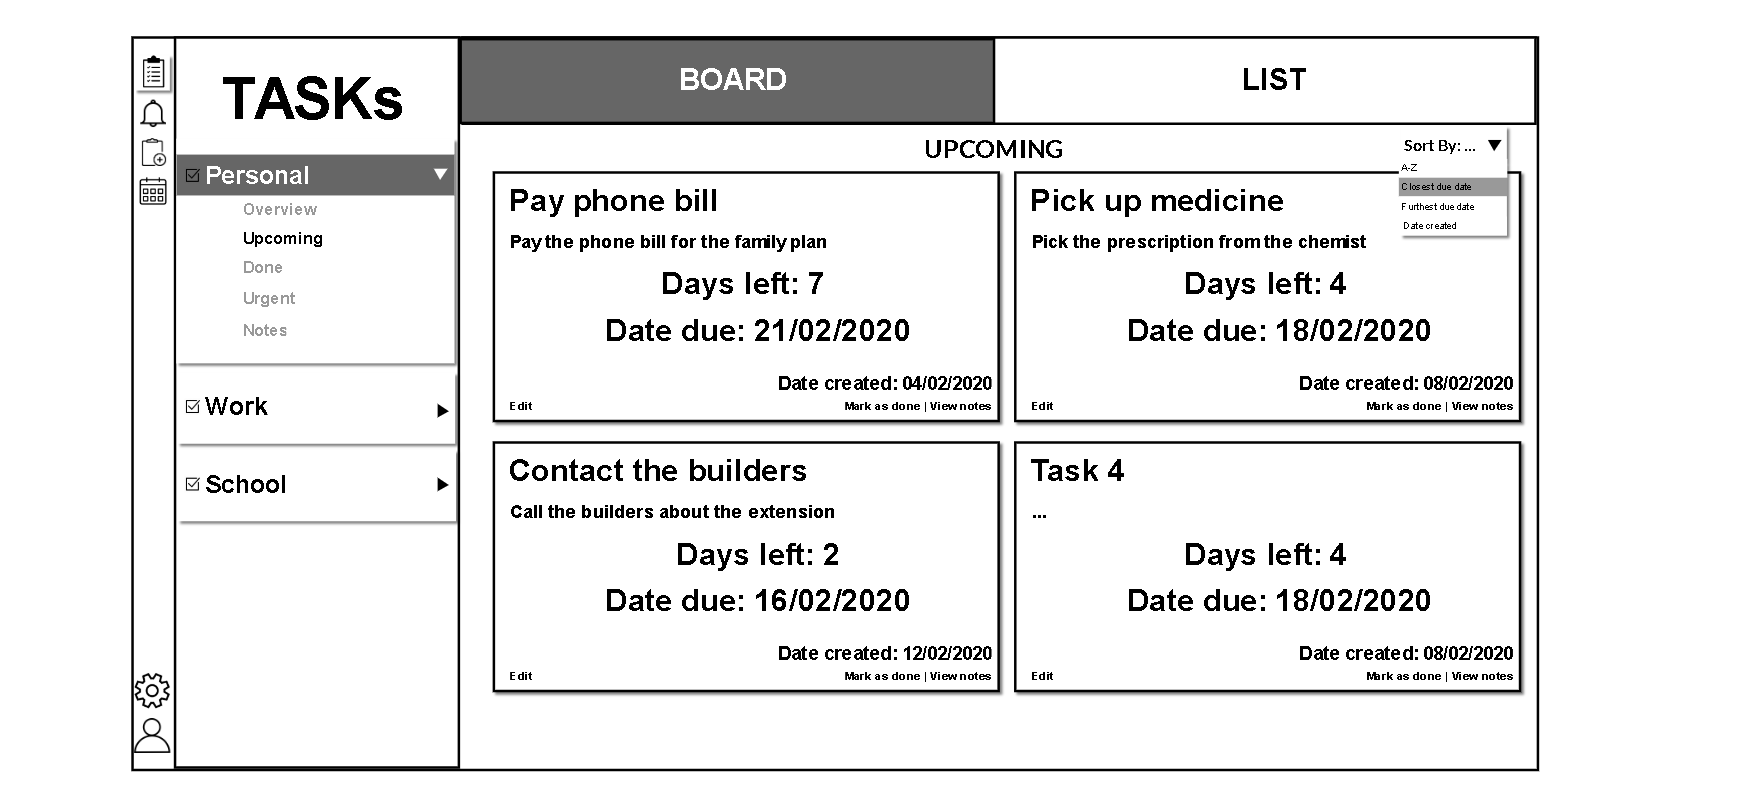 TASKs
Personal
Overview
Upcoming
Done
Urgent
Notes
Work
School
BOARD
LIST
UPCOMING
Sort By: ...
A-Z
Closest due date
Furthest due date
Date created
Pay phone bill
Pay the phone bill for the family plan
Days left: 7
Date due: 21/02/2020
Date created: 04/02/2020
Edit
Mark as done | View notes
Pick up medicine
Pick the prescription from the chemist
Days left: 4
Date due: 18/02/2020
Date created: 08/02/2020
Edit
Mark as done | View notes
Contact the builders
Call the builders about the extension
Days left: 2
Date due: 16/02/2020
Date created: 12/02/2020
Edit
Mark as done | View notes
Task 4
...
Days left: 4
Date due: 18/02/2020
Date created: 08/02/2020
Edit
Mark as done | View notes